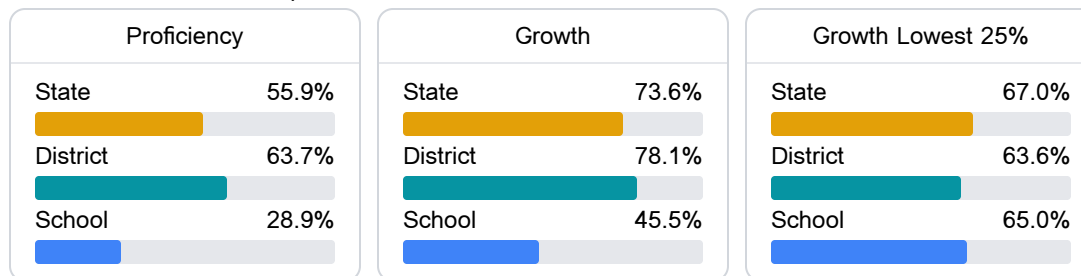 Proficiency
State 55.9%
District 63.7%
School 28.9%
Growth
State 73.6%
District 78.1%
School 45.5%
Growth Lowest 25%
State 67.0%
District 63.6%
School 65.0%